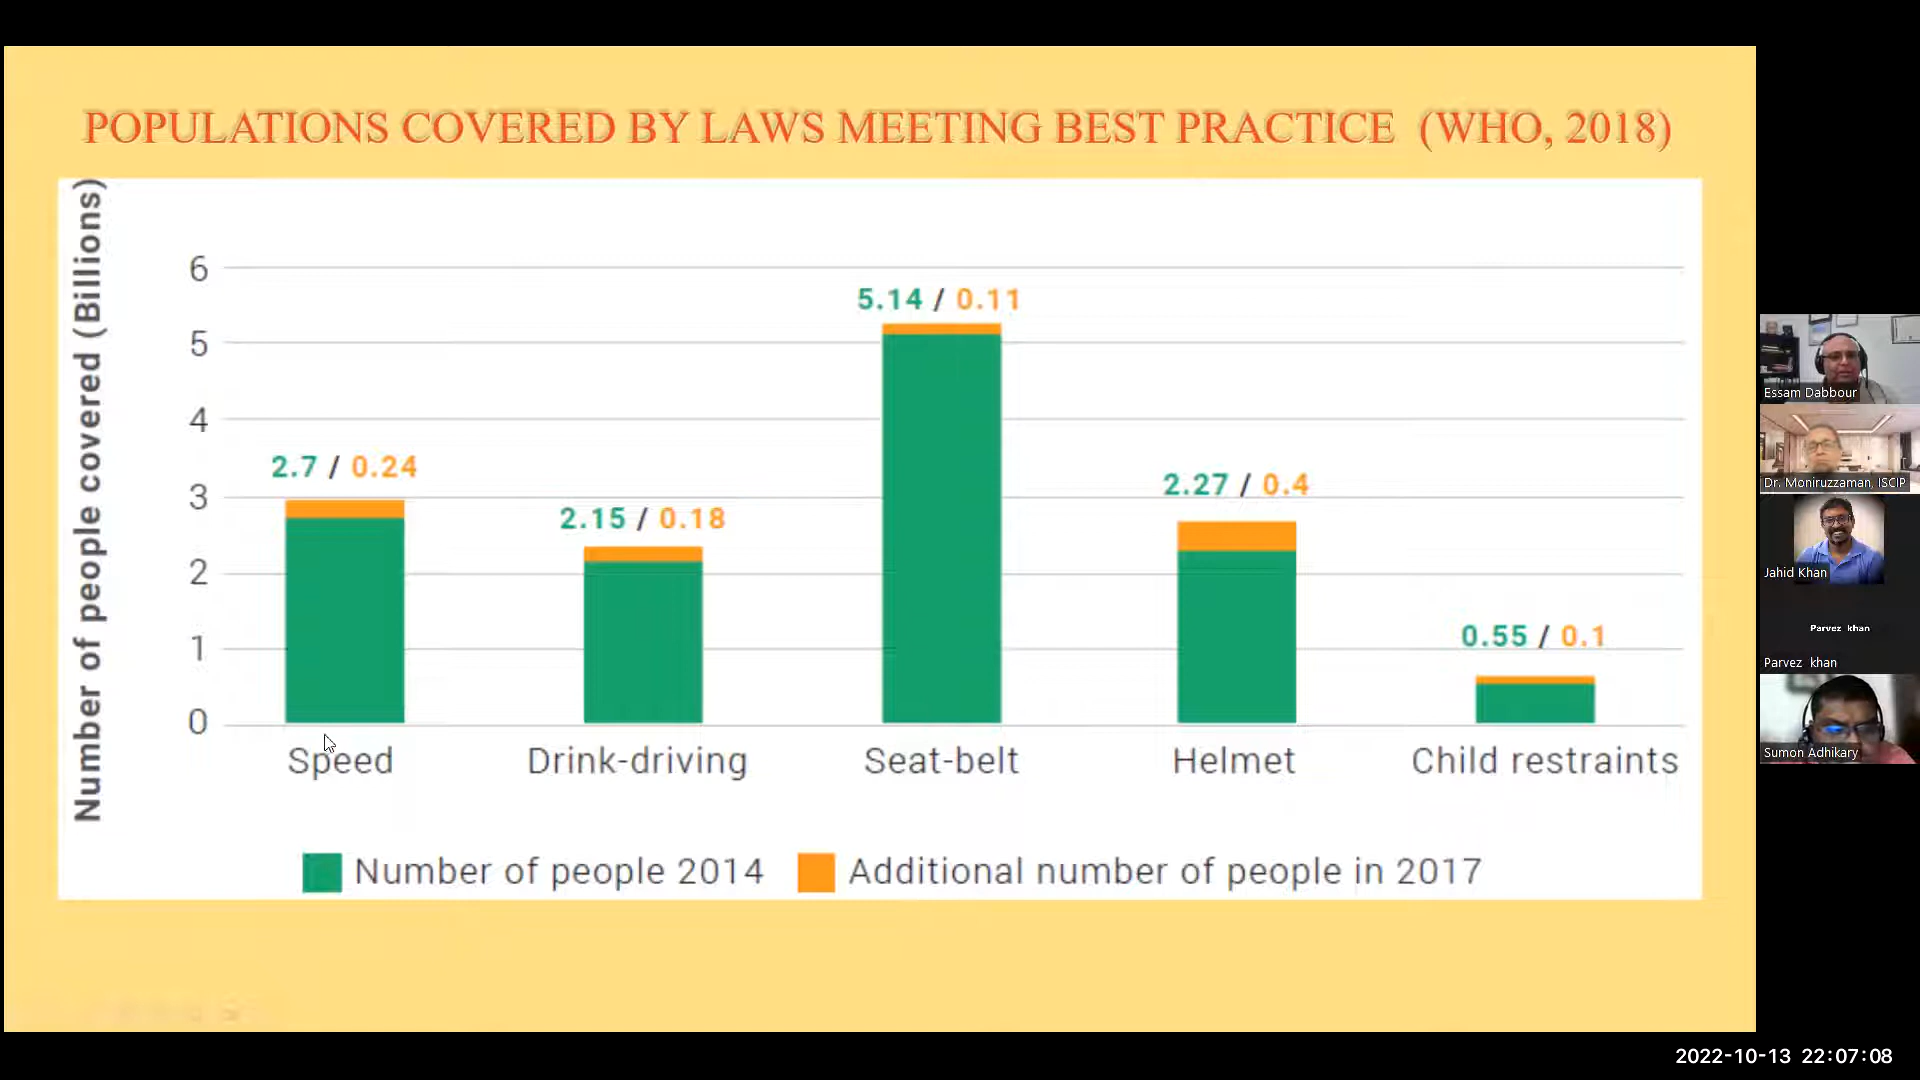 POPULATIONS COVERED BY LAWS MEETING BEST PRACTICE (WHO, 2018)
Number of people covered (Billions)
6
5
4
3
2
1
0
2.7 / 0.24
2.15 / 0.18
5.14 / 0.11
2.27 / 0.4
0.55 / 0.1
Speed
Drink-driving
Seat-belt
Helmet
Child restraints
Number of people 2014
Additional number of people in 2017
Essam Dabbour
Dr. Moniruzzaman, ISCIP
Jahid Khan
Parvez khan
Parvez khan
Sumon Adhikary
2022-10-13 22:07:08